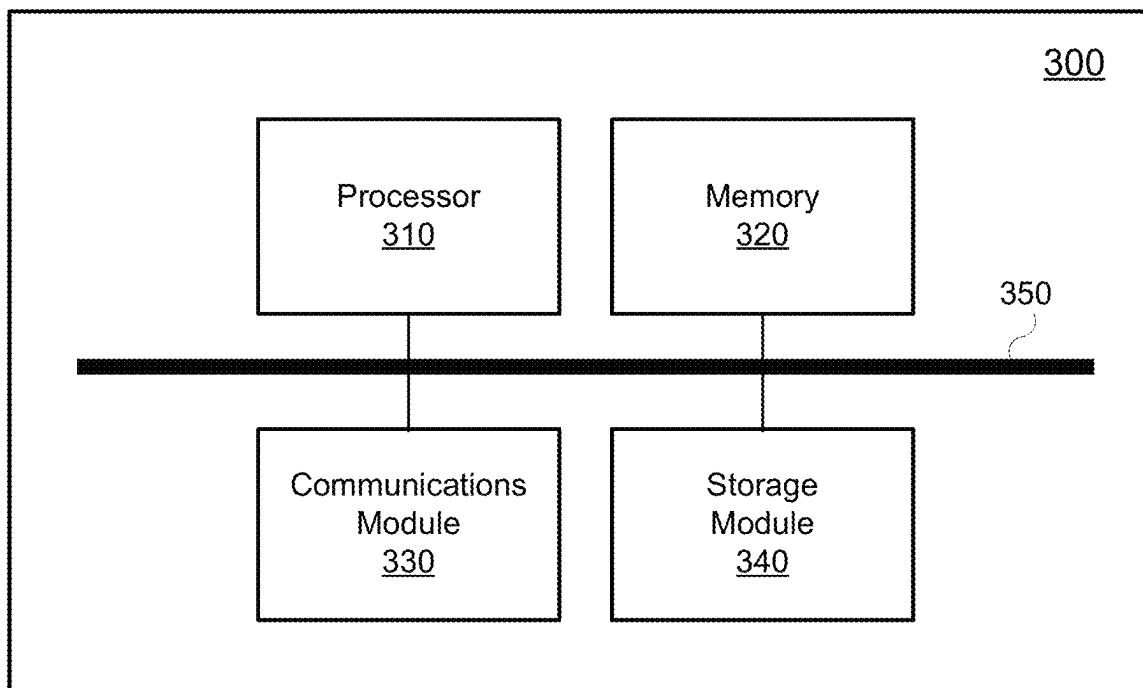 300
Processor
310
Memory
320
350
Communications
Module
330
Storage
Module
340